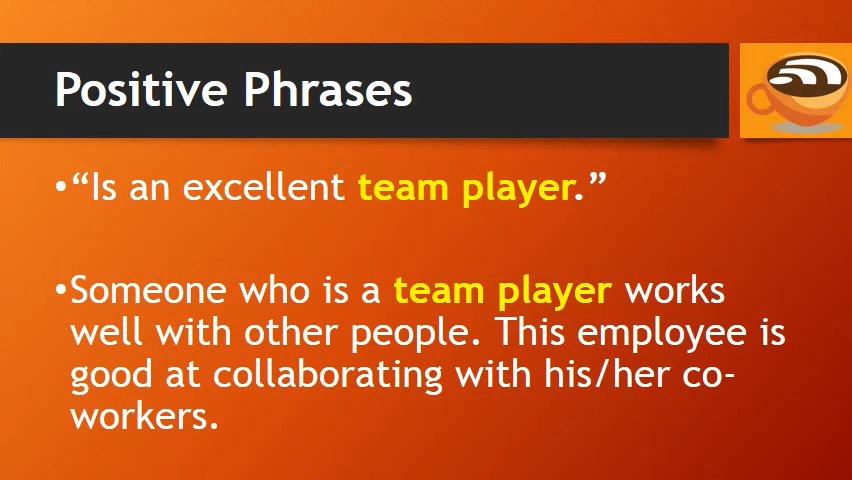 Positive Phrases
•“Is an excellent team player.”
•Someone who is a team player works
well with other people. This employee is
good at collaborating with his/her co-
workers.